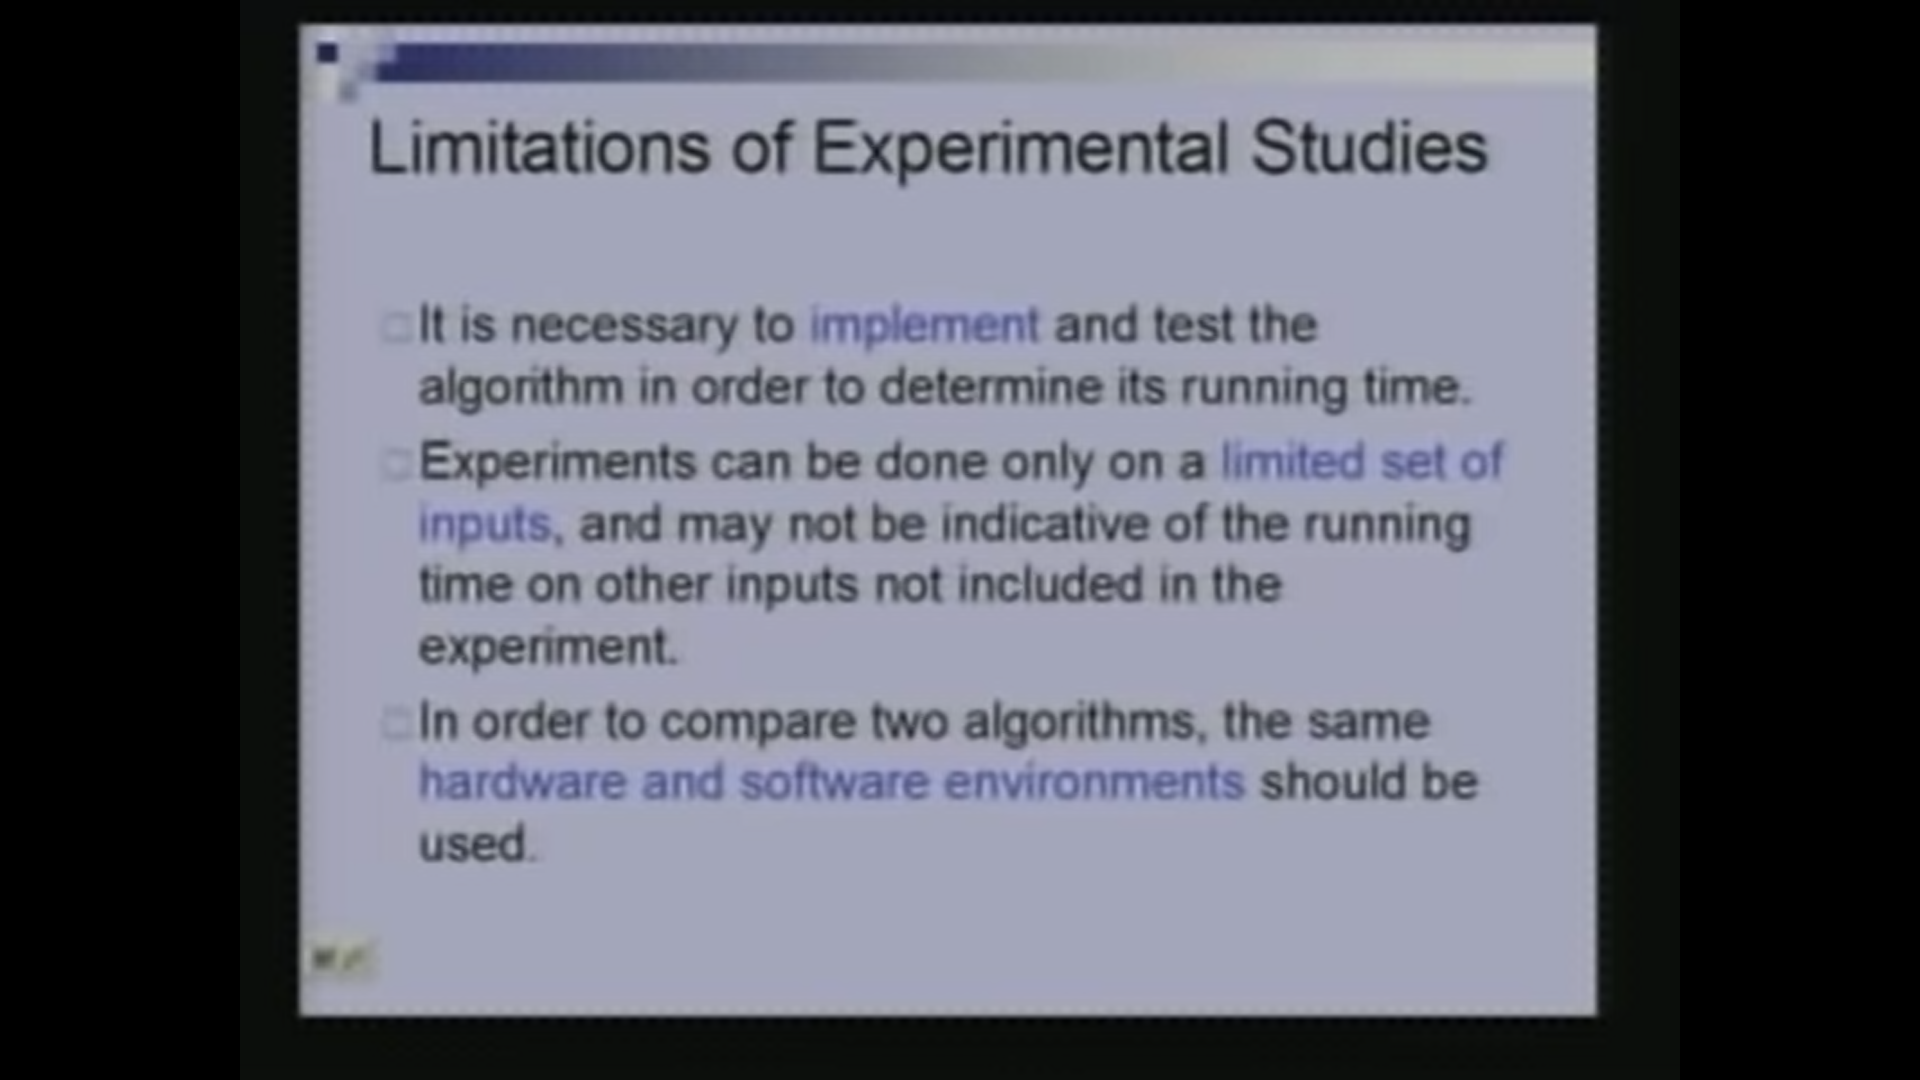 Limitations of Experimental Studies
It is necessary to implement and test the
algorithm in order to determine its running time.
Experiments can be done only on a limited set of
inputs, and may not be indicative of the running
time on other inputs not included in the
experiment.
In order to compare two algorithms, the same
hardware and software environments should be
used.